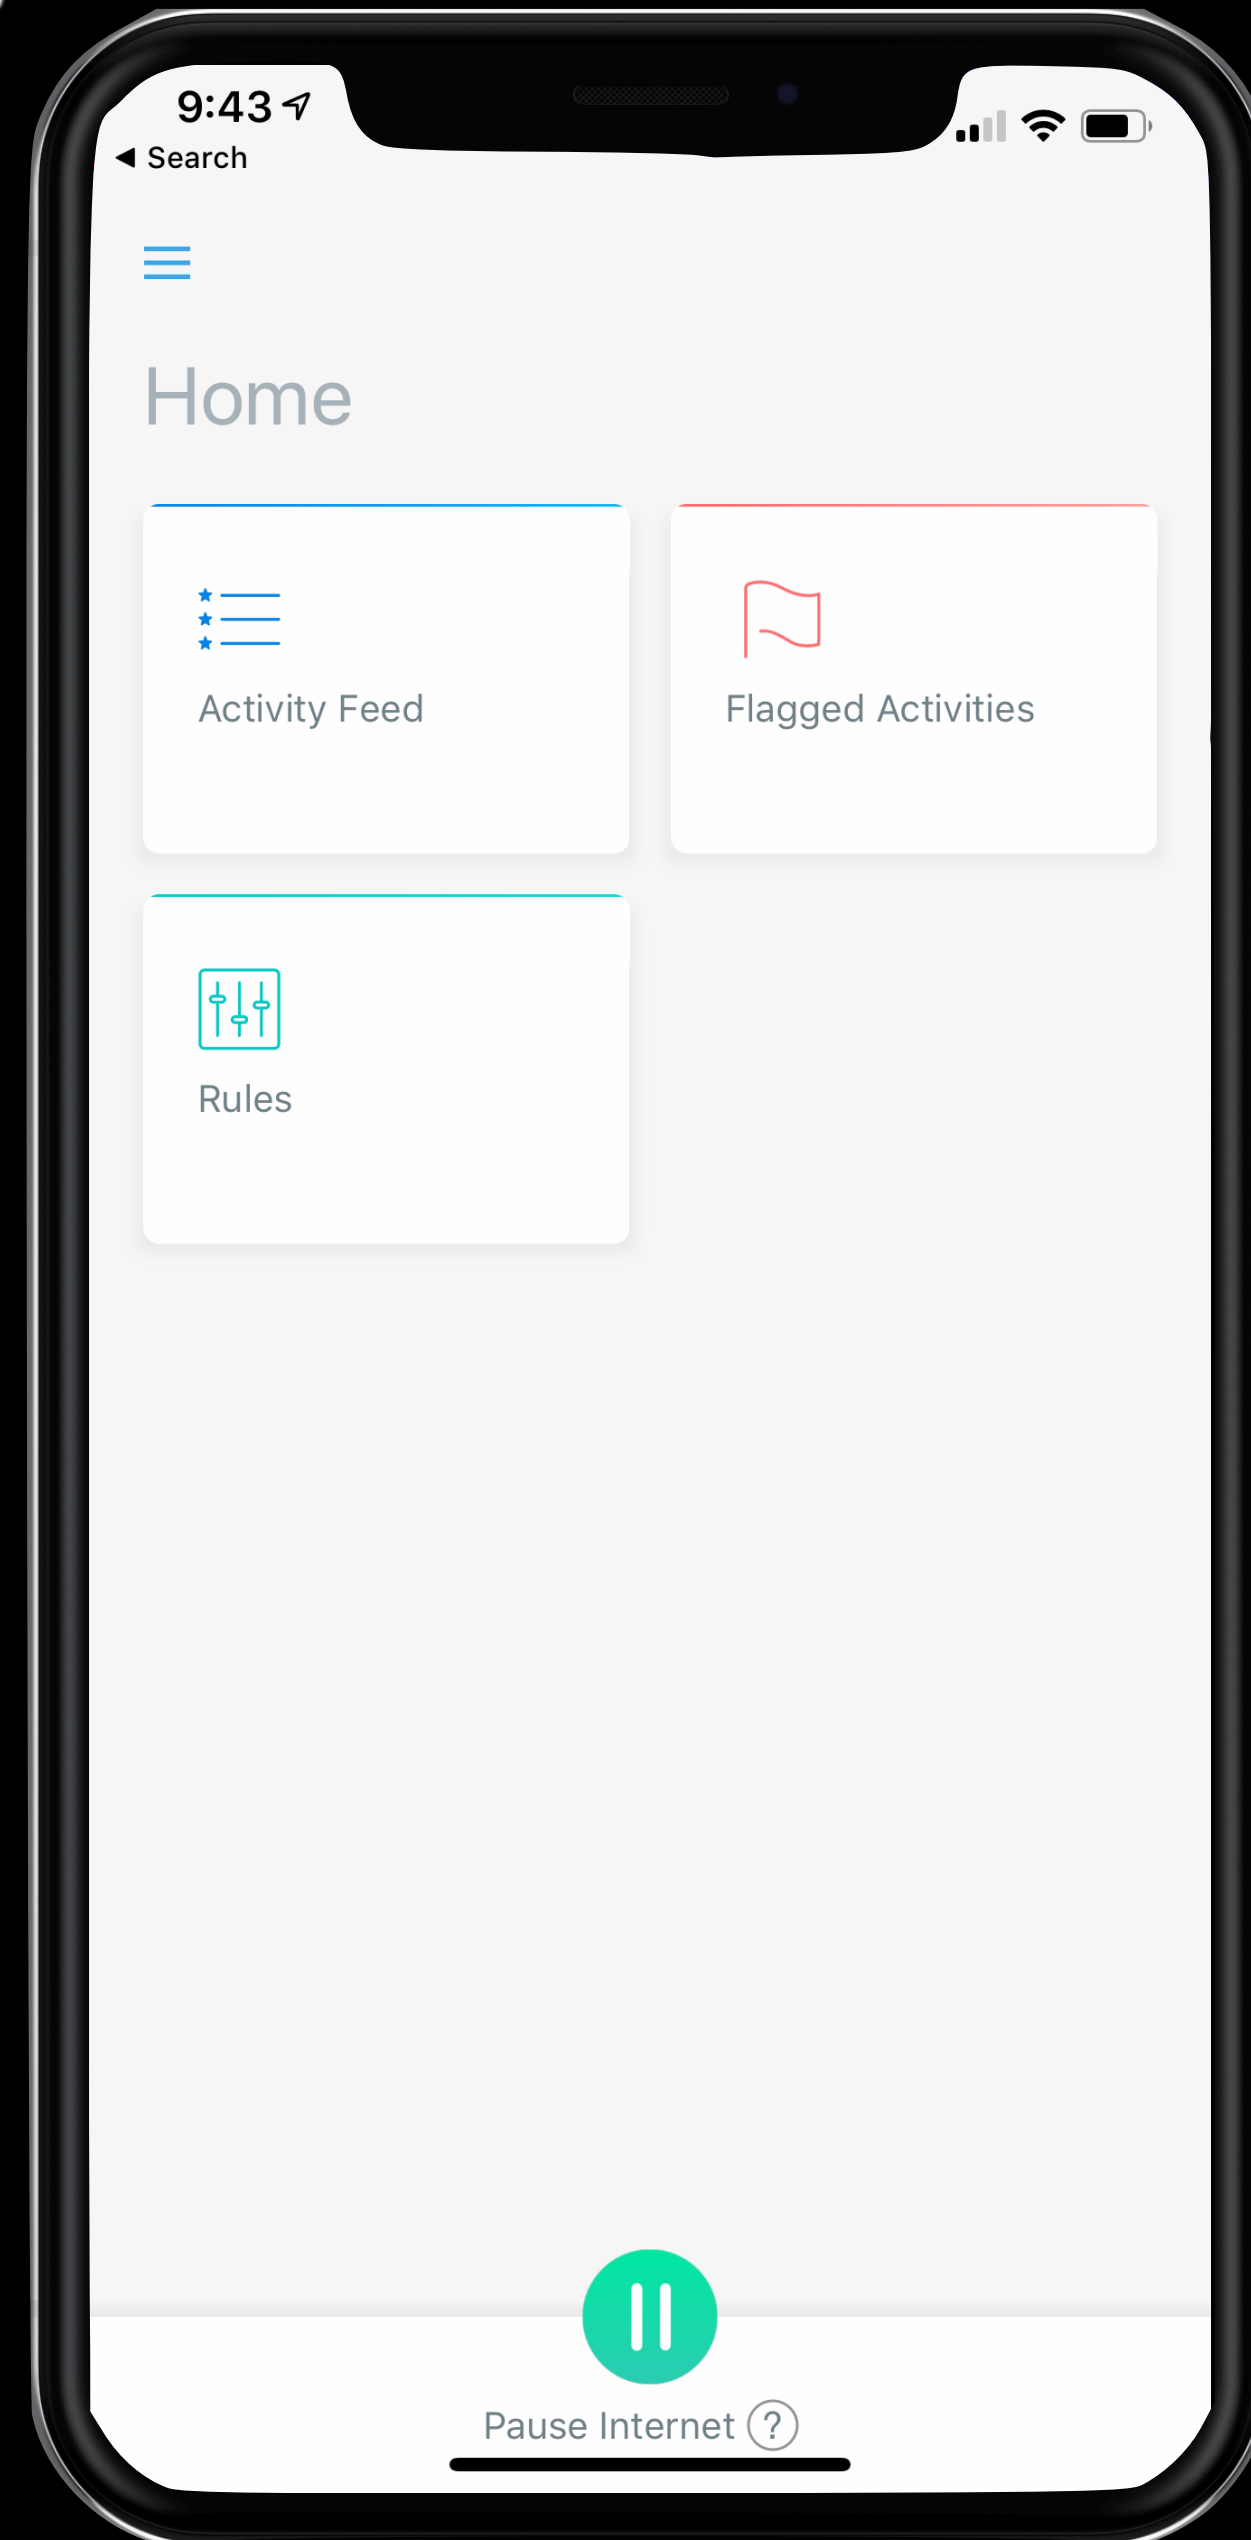 9:43
◀ Search
Home
Activity Feed
Flagged Activities
Rules
Pause Internet ?